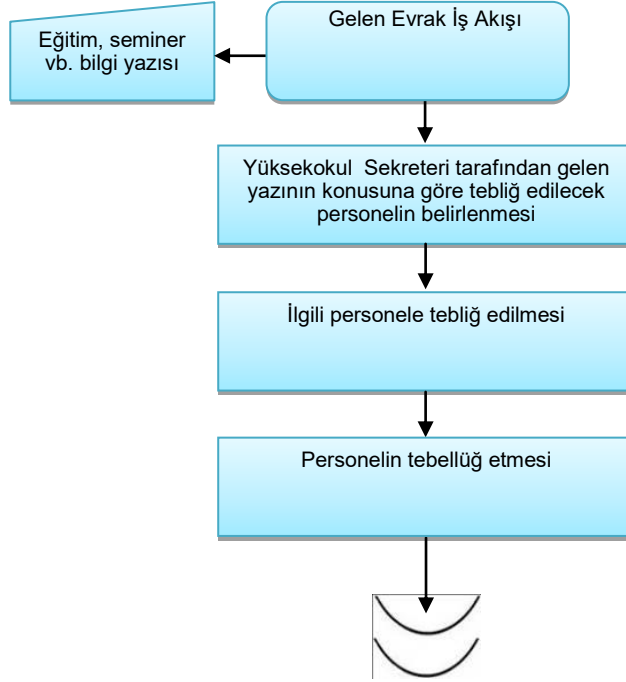 Gelen Evrak İş Akışı
Eğitim, seminer
vb. bilgi yazısı
Yüksekokul  Sekreteri tarafından gelen
yazının konusuna göre tebliğ edilecek
personelin belirlenmesi
İlgili personele tebliğ edilmesi
Personelin tebellüğ etmesi